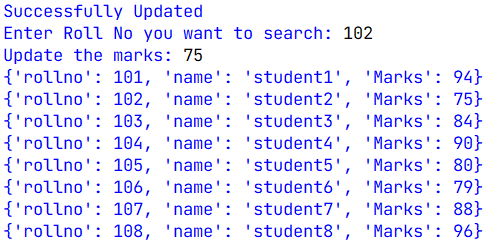 Successfully Updated
Enter Roll No you want to search: 102
Update the marks: 75
{'rollno': 101, 'name': 'student1', 'Marks': 94}
{'rollno': 102, 'name': 'student2', 'Marks': 75}
{'rollno': 103, 'name': 'student3', 'Marks': 84}
{'rollno': 104, 'name': 'student4', 'Marks': 90}
{'rollno': 105, 'name': 'student5', 'Marks': 80}
{'rollno': 106, 'name': 'student6', 'Marks': 79}
{'rollno': 107, 'name': 'student7', 'Marks': 88}
{'rollno': 108, 'name': 'student8', 'Marks': 96}